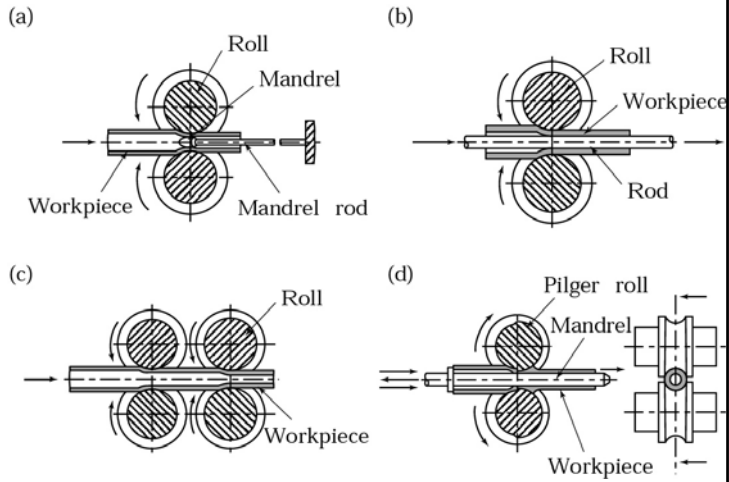 (a)
Roll
Mandrel
Workpiece
Mandrel rod
(b)
Roll
Workpiece
Rod
(c)
Roll
Workpiece
(d)
Pilger roll
Mandrel
Workpiece